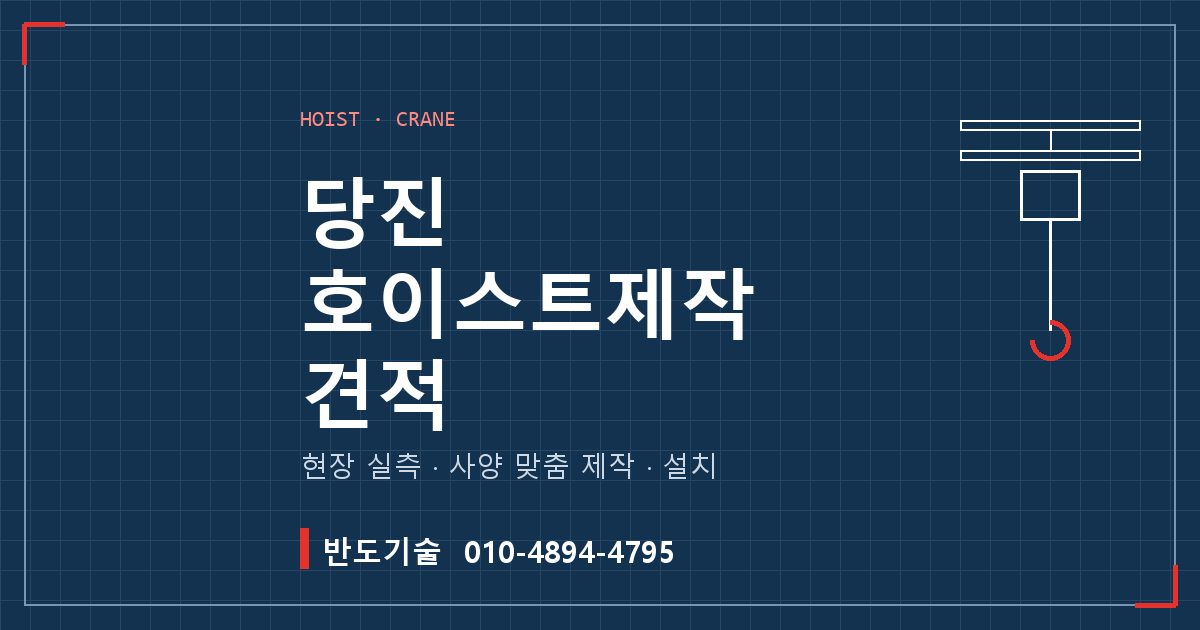 HOIST · CRANE
당진
호이스트제작
견적
현장 실측 · 사양 맞춤 제작 · 설치
반도기술 010-4894-4795